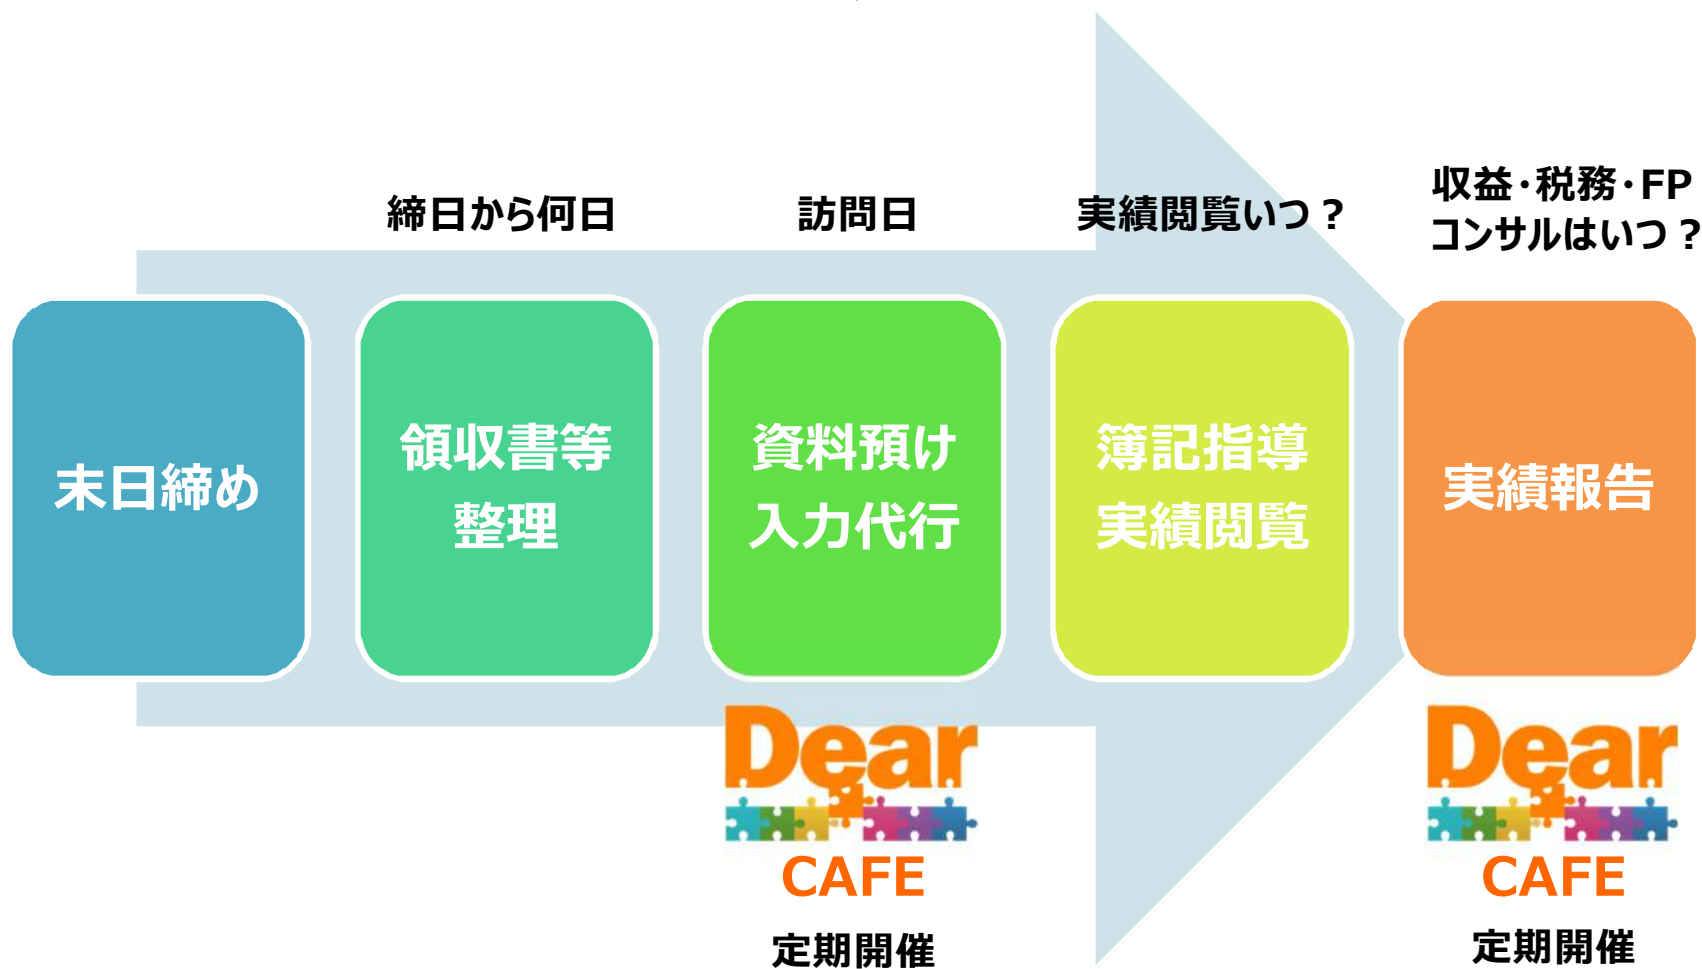 締日から何日
訪問日
実績閲覧いつ？
収益・税務・FP
コンサルはいつ？
末日締め
領収書等
整理
資料預け
入力代行
簿記指導
実績閲覧
実績報告
Dear
CAFE
定期開催
Dear
CAFE
定期開催